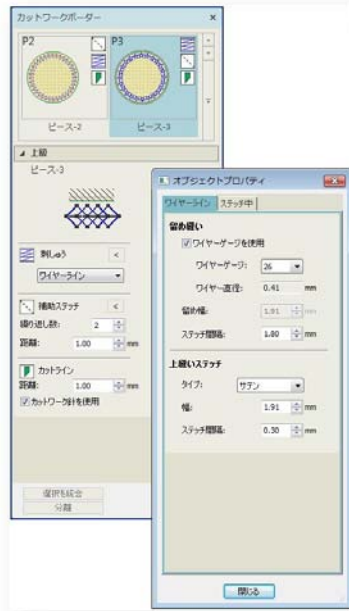 カットワークボーダー
P2
P3
ピース-2
ピース-3
上級
ピース-3
刺しゅう
<
ワイヤーライン
補助ステッチ
<
繰り返し数: 2
距離: 1.00 mm
カットライン
距離: 1.00 mm
カットワーク針を使用
選択を統合
分離
オブジェクトプロパティ
ワイヤーライン ステッチ中
留め縫い
ワイヤーゲージを使用
ワイヤーゲージ: 26
ワイヤー直径: 0.41 mm
留め幅: 1.91 mm
ステッチ間隔: 1.80 mm
上縫いステッチ
タイプ: サテン
幅: 1.91 mm
ステッチ間隔: 0.30 mm
閉じる